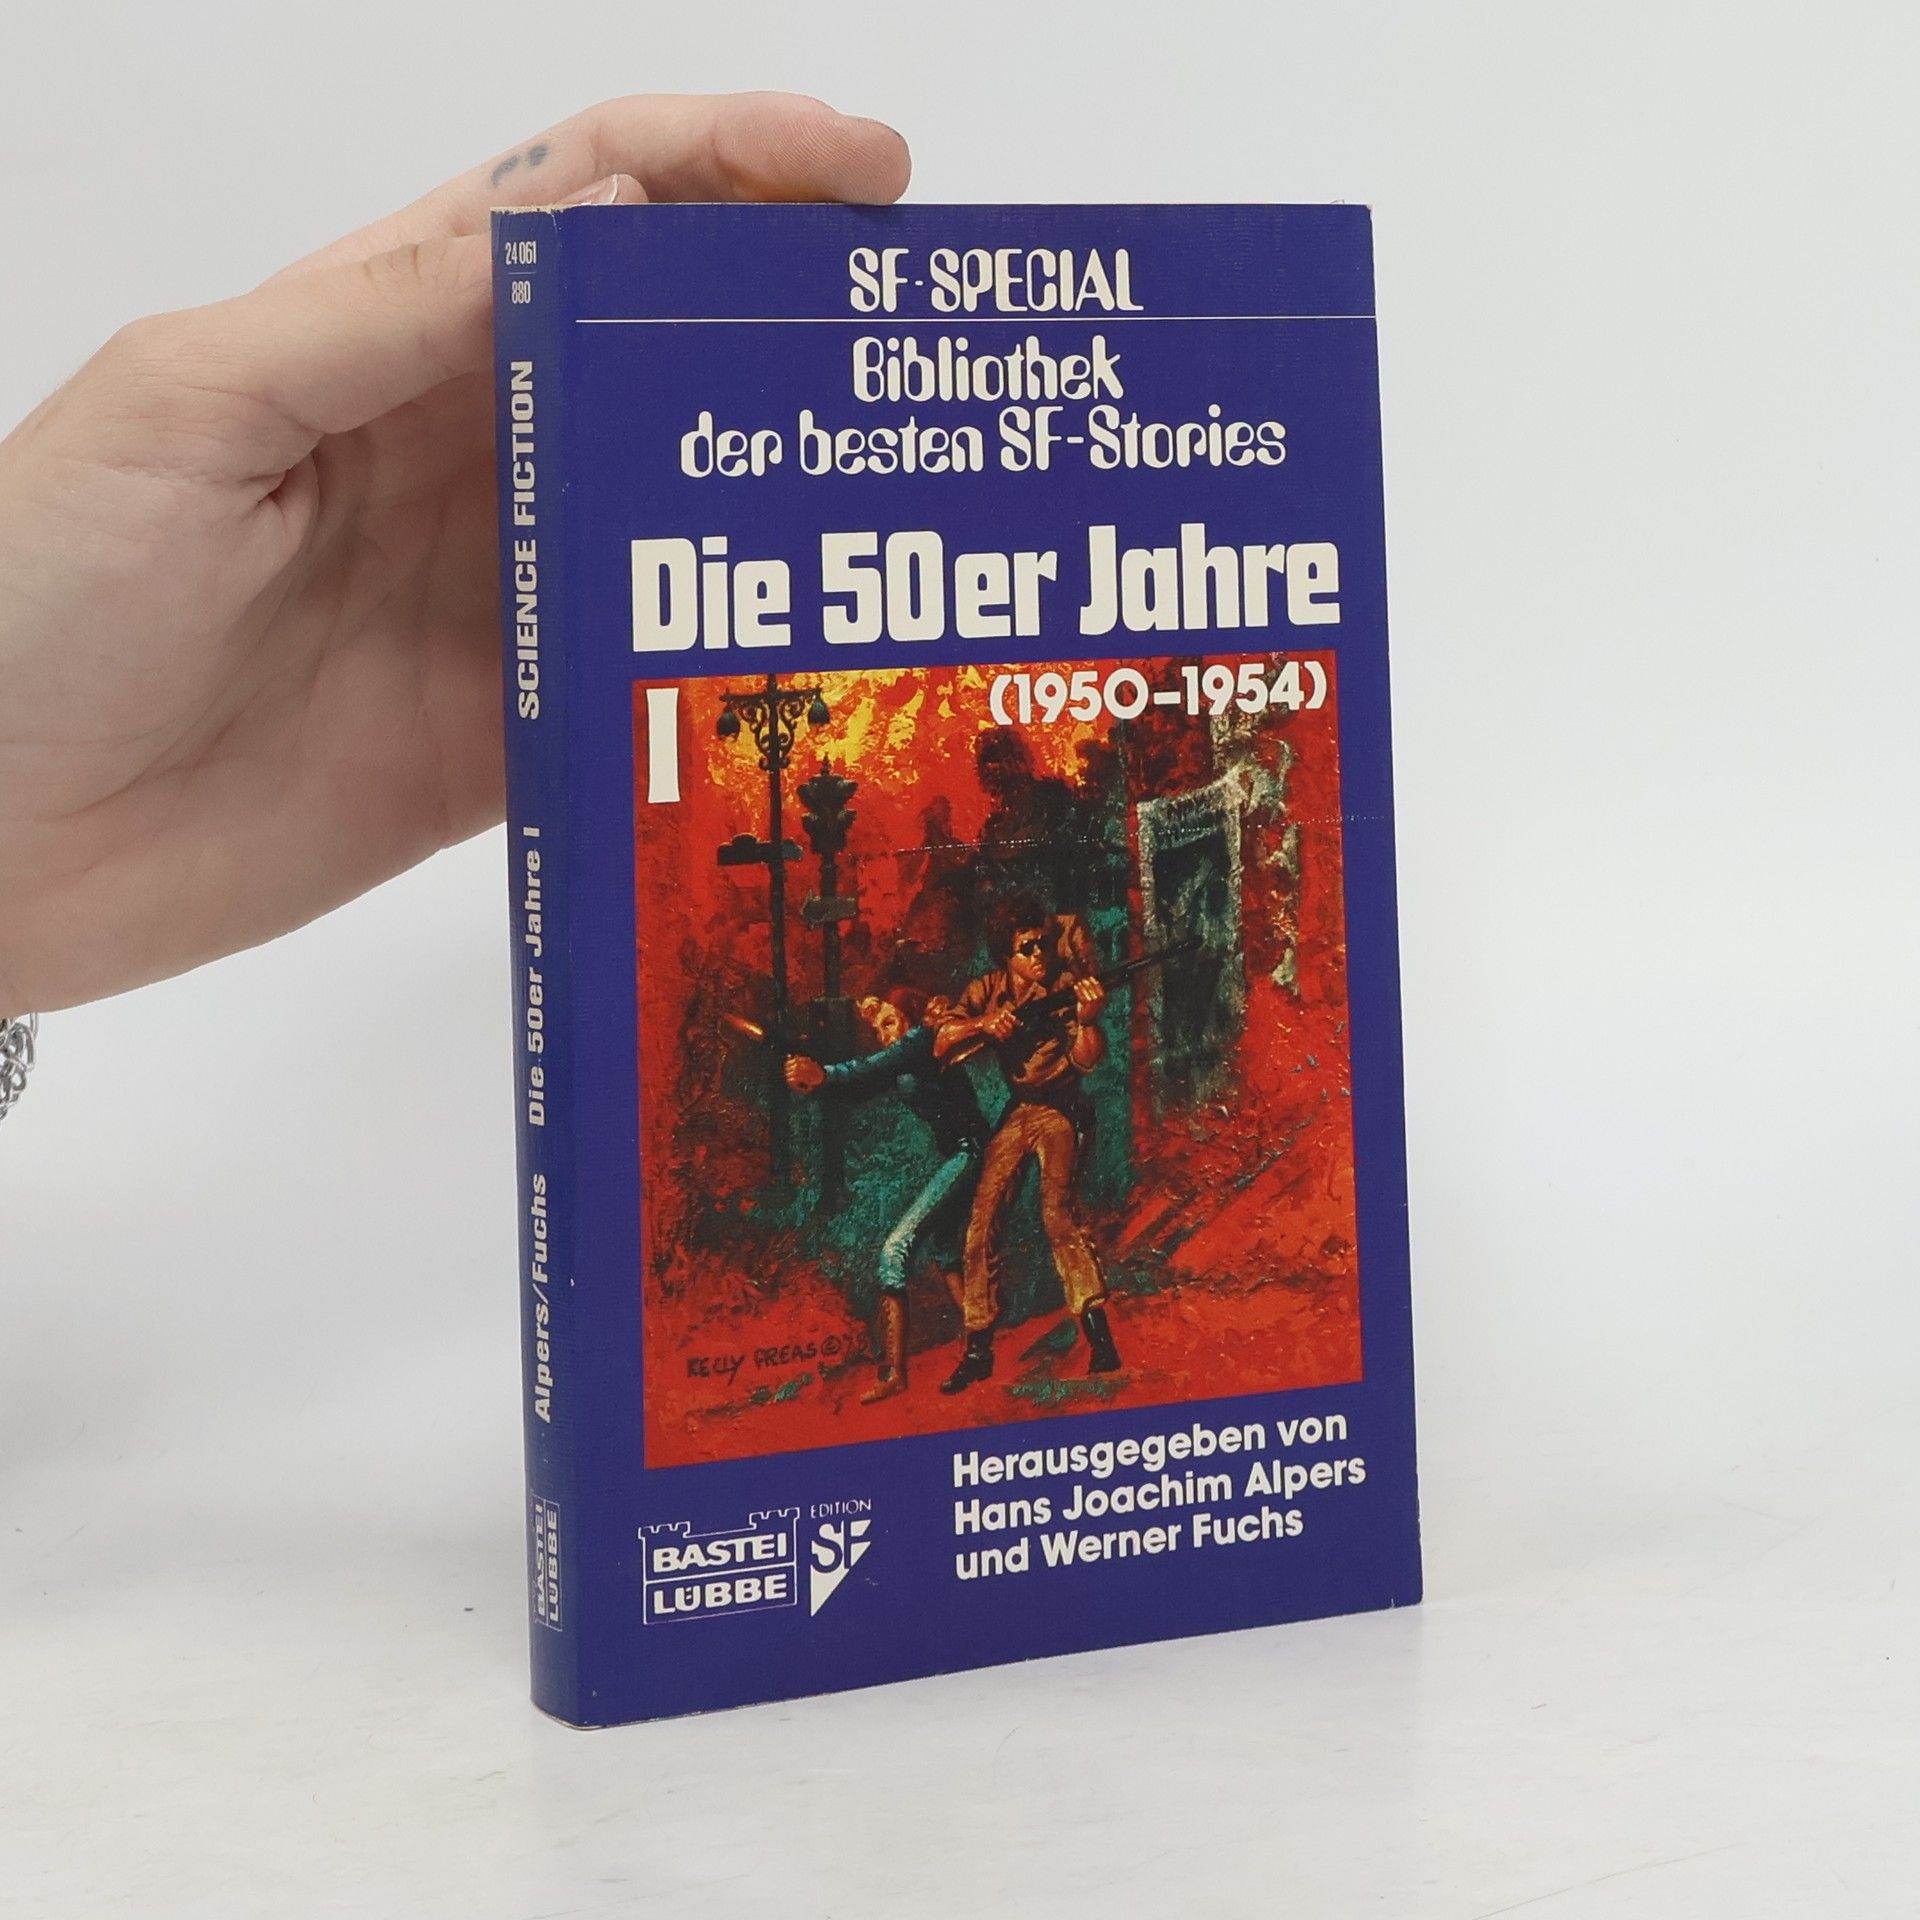 24 061
880
SCIENCE FICTION
Die 50er Jahre I
Alpers/Fuchs
BASTEI
LÜBBE
SF-SPECIAL
Bibliothek
der besten SF-Stories
Die 50er Jahre
I
(1950–1954)
KELLY FREAS © 78
Herausgegeben von
Hans Joachim Alpers
und Werner Fuchs
BASTEI
LÜBBE
EDITION
SF